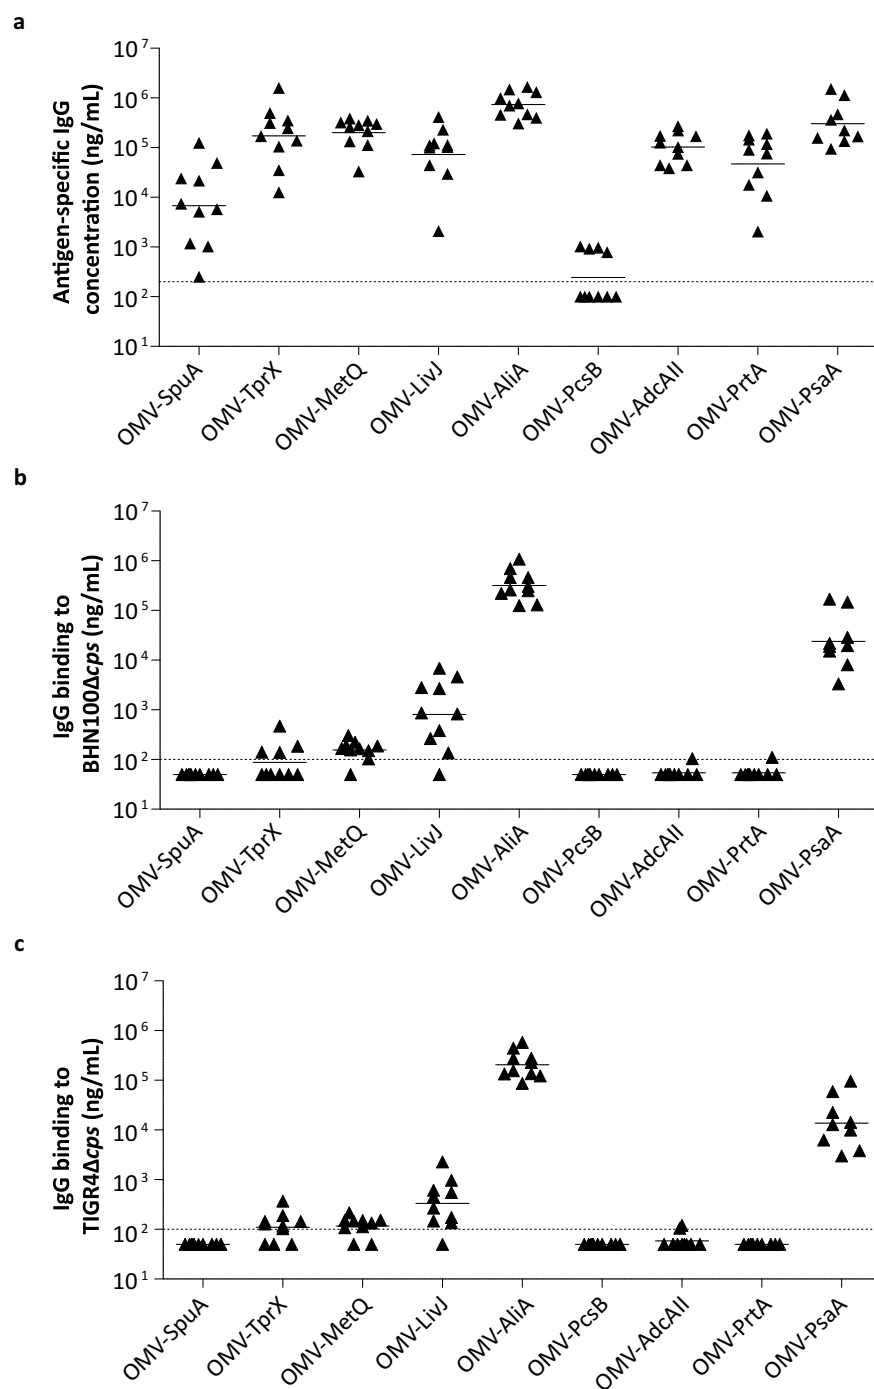 a
Antigen-specific IgG
concentration (ng/mL)
10⁷
10⁶
10⁵
10⁴
10³
10²
10¹
OMV-SpuA
OMV-TprX
OMV-MetQ
OMV-LivJ
OMV-AliA
OMV-PcsB
OMV-AdcAII
OMV-PrtA
OMV-PsaA
b
IgG binding to
BHN100Δcps (ng/mL)
10⁷
10⁶
10⁵
10⁴
10³
10²
10¹
OMV-SpuA
OMV-TprX
OMV-MetQ
OMV-LivJ
OMV-AliA
OMV-PcsB
OMV-AdcAII
OMV-PrtA
OMV-PsaA
c
IgG binding to
TIGR4Δcps (ng/mL)
10⁷
10⁶
10⁵
10⁴
10³
10²
10¹
OMV-SpuA
OMV-TprX
OMV-MetQ
OMV-LivJ
OMV-AliA
OMV-PcsB
OMV-AdcAII
OMV-PrtA
OMV-PsaA